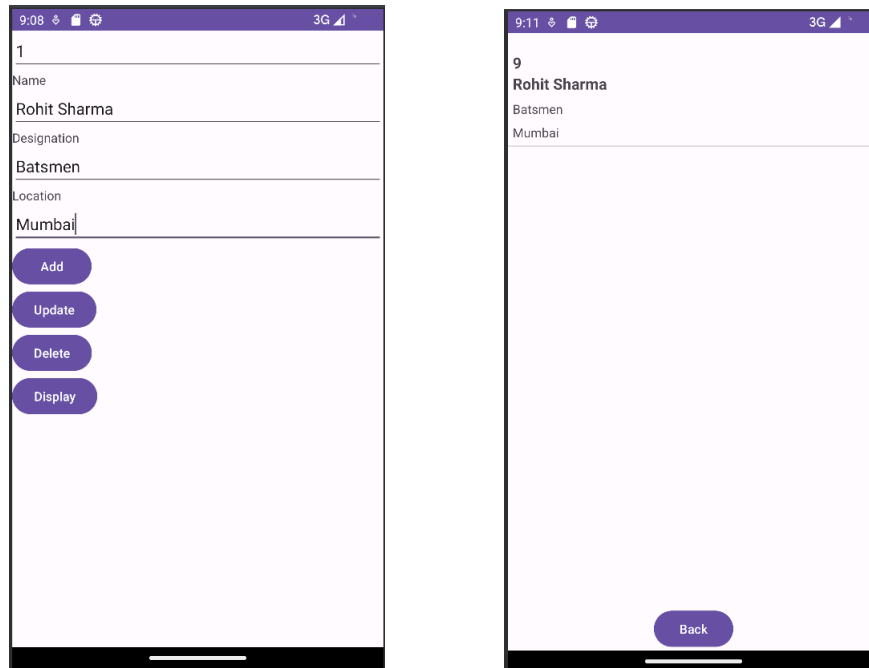 9:08
3G
1
Name
Rohit Sharma
Designation
Batsmen
Location
Mumbai
Add
Update
Delete
Display
9:11
3G
9
Rohit Sharma
Batsmen
Mumbai
Back